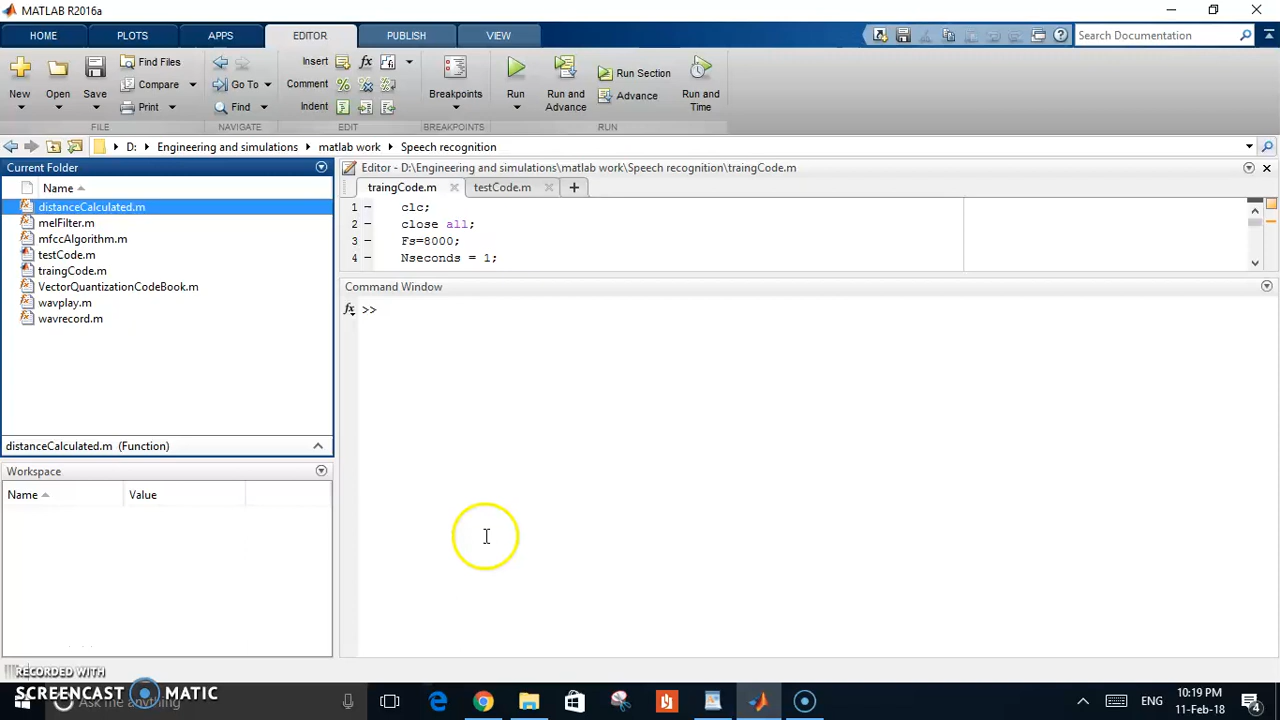 MATLAB R2016a
HOME PLOTS APPS EDITOR PUBLISH VIEW
Search Documentation
New Open Save
Find Files
Compare
Print
Go To
Find
Insert
Comment
Indent
Breakpoints
Run
Run and Advance
Run Section
Advance
Run and Time
FILE NAVIGATE EDIT BREAKPOINTS RUN
D: Engineering and simulations matlab work Speech recognition
Current Folder
Name
distanceCalculated.m
melFilter.m
mfccAlgorithm.m
testCode.m
traingCode.m
VectorQuantizationCodeBook.m
wavplay.m
wavrecord.m
distanceCalculated.m (Function)
Workspace
Name Value
Editor - D:\Engineering and simulations\matlab work\Speech recognition\traingCode.m
traingCode.m testCode.m
1 clc;
2 close all;
3 Fs=8000;
4 Nseconds = 1;
Command Window
fx >>
RECORDED WITH
SCREENCAST MATIC
Ask me anything
ENG
10:19 PM
11-Feb-18
4